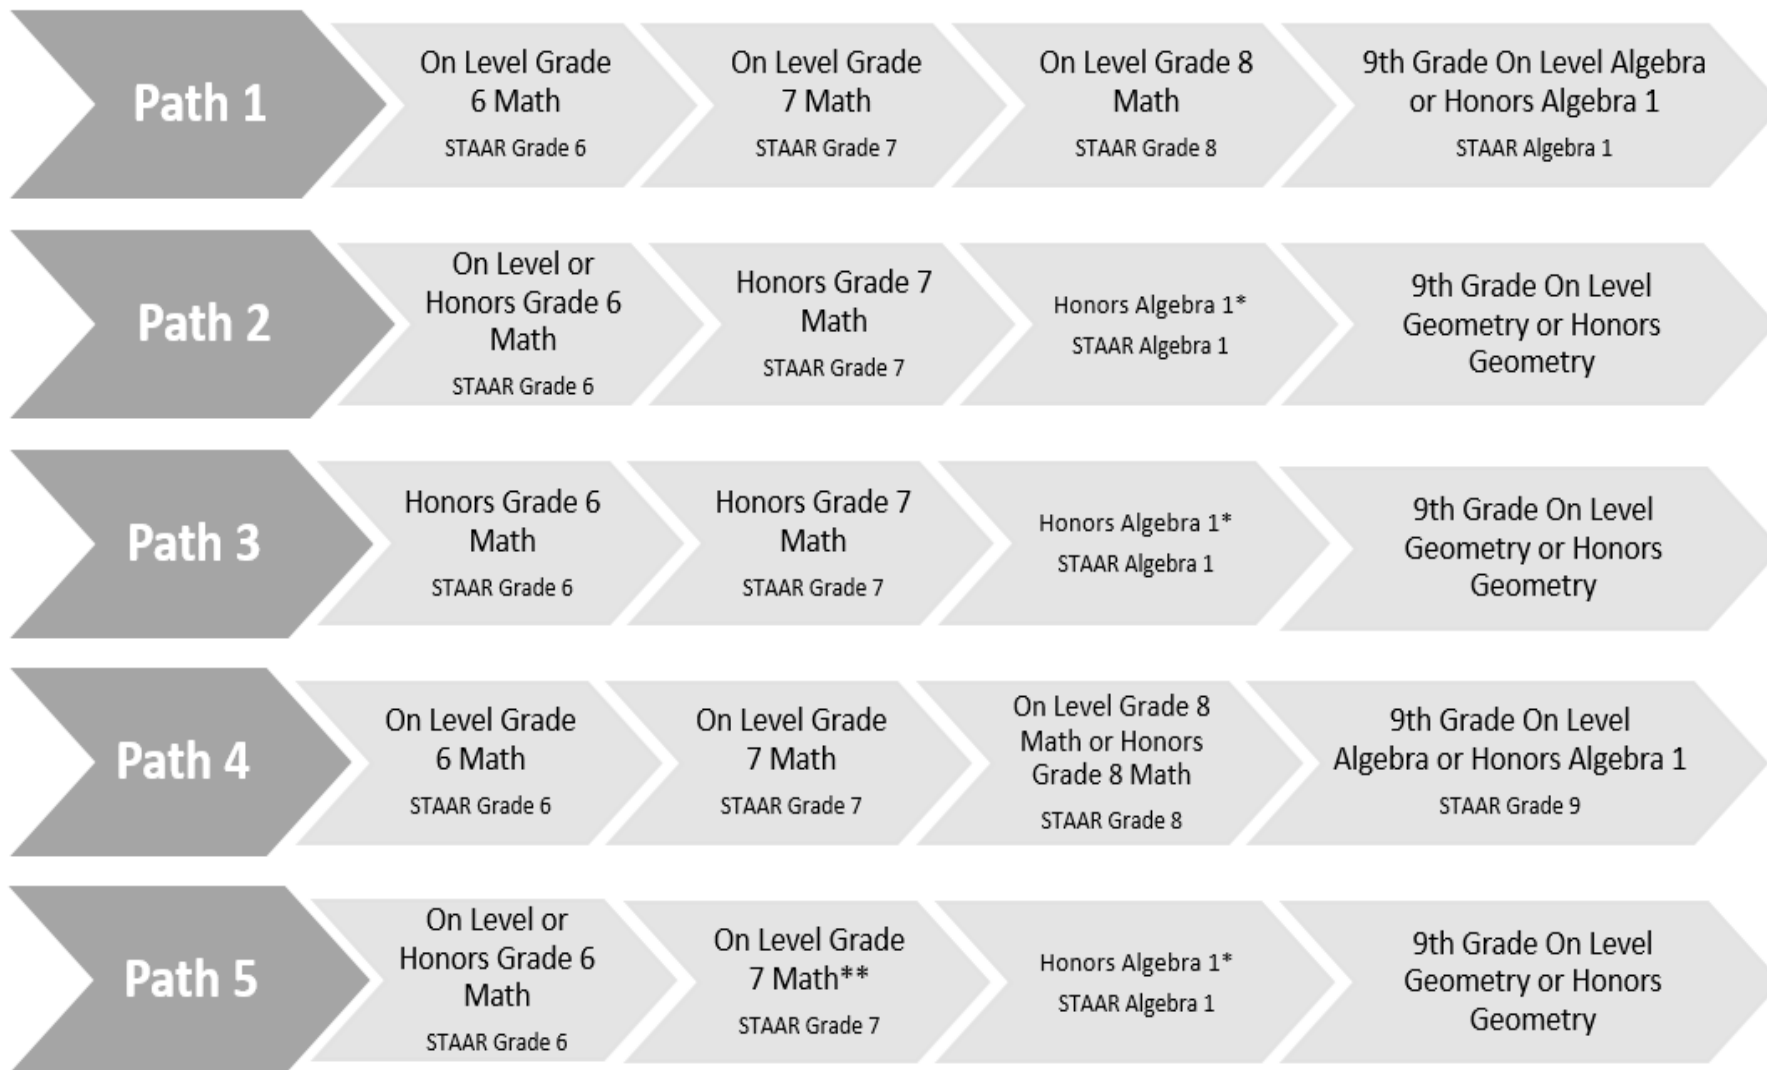 Path 1
On Level Grade
6 Math
STAAR Grade 6
On Level Grade
7 Math
STAAR Grade 7
On Level Grade 8
Math
STAAR Grade 8
9th Grade On Level Algebra
or Honors Algebra 1
STAAR Algebra 1
Path 2
On Level or
Honors Grade 6
Math
STAAR Grade 6
Honors Grade 7
Math
STAAR Grade 7
Honors Algebra 1*
STAAR Algebra 1
9th Grade On Level
Geometry or Honors
Geometry
Path 3
Honors Grade 6
Math
STAAR Grade 6
Honors Grade 7
Math
STAAR Grade 7
Honors Algebra 1*
STAAR Algebra 1
9th Grade On Level
Geometry or Honors
Geometry
Path 4
On Level Grade
6 Math
STAAR Grade 6
On Level Grade
7 Math
STAAR Grade 7
On Level Grade 8
Math or Honors
Grade 8 Math
STAAR Grade 8
9th Grade On Level
Algebra or Honors Algebra 1
STAAR Grade 9
Path 5
On Level or
Honors Grade 6
Math
STAAR Grade 6
On Level Grade
7 Math**
STAAR Grade 7
Honors Algebra 1*
STAAR Algebra 1
9th Grade On Level
Geometry or Honors
Geometry